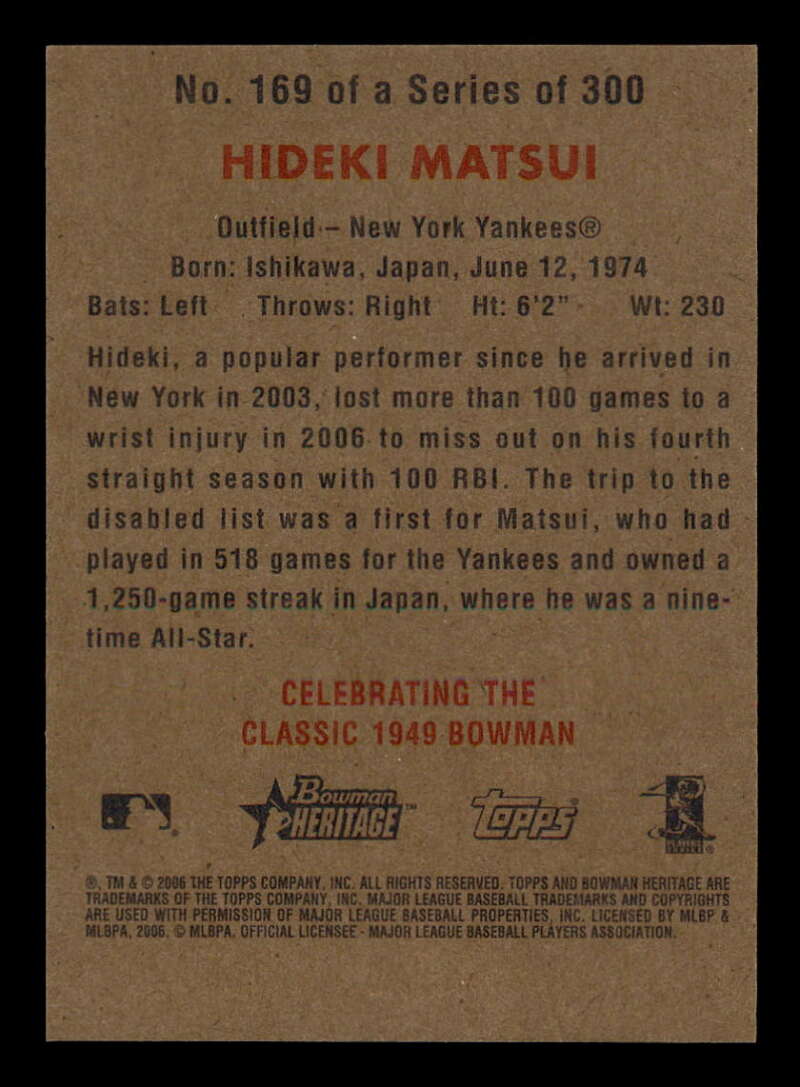 No. 169 of a Series of 300
HIDEKI MATSUI
Outfield – New York Yankees®
Born: Ishikawa, Japan, June 12, 1974
Bats: Left Throws: Right Ht: 6'2" Wt: 230
Hideki, a popular performer since he arrived in
New York in 2003, lost more than 100 games to a
wrist injury in 2006 to miss out on his fourth
straight season with 100 RBI. The trip to the
disabled list was a first for Matsui, who had
played in 518 games for the Yankees and owned a
1,250-game streak in Japan, where he was a nine-
time All-Star.
CELEBRATING THE
CLASSIC 1949 BOWMAN
® Bowman HERITAGE ™ TOPPS ® ®
®, TM & © 2006 THE TOPPS COMPANY, INC. ALL RIGHTS RESERVED. TOPPS AND BOWMAN HERITAGE ARE
TRADEMARKS OF THE TOPPS COMPANY, INC. MAJOR LEAGUE BASEBALL TRADEMARKS AND COPYRIGHTS
ARE USED WITH PERMISSION OF MAJOR LEAGUE BASEBALL PROPERTIES, INC. LICENSED BY MLBP &
MLBPA, 2006. © MLBPA. OFFICIAL LICENSEE - MAJOR LEAGUE BASEBALL PLAYERS ASSOCIATION.